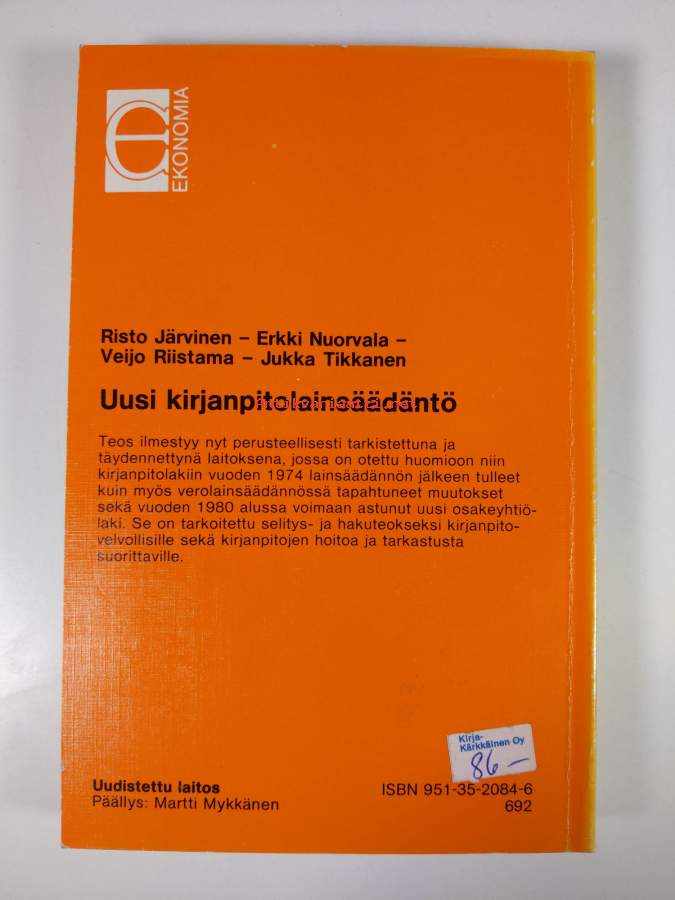 EKONOMIA
Risto Järvinen – Erkki Nuorvala –
Veijo Riistama – Jukka Tikkanen
Uusi kirjanpitolainsäädäntö
Teos ilmestyy nyt perusteellisesti tarkistettuna ja
täydennettynä laitoksena, jossa on otettu huomioon niin
kirjanpitolakiin vuoden 1974 lainsäädännön jälkeen tulleet
kuin myös verolainsäädännössä tapahtuneet muutokset
sekä vuoden 1980 alussa voimaan astunut uusi osakeyhtiö-
laki. Se on tarkoitettu selitys- ja hakuteokseksi kirjanpito-
velvollisille sekä kirjanpitojen hoitoa ja tarkastusta
suorittaville.
Kirja-
Kärkkäinen Oy
86 –
Uudistettu laitos
Päällys: Martti Mykkänen
ISBN 951-35-2084-6
692